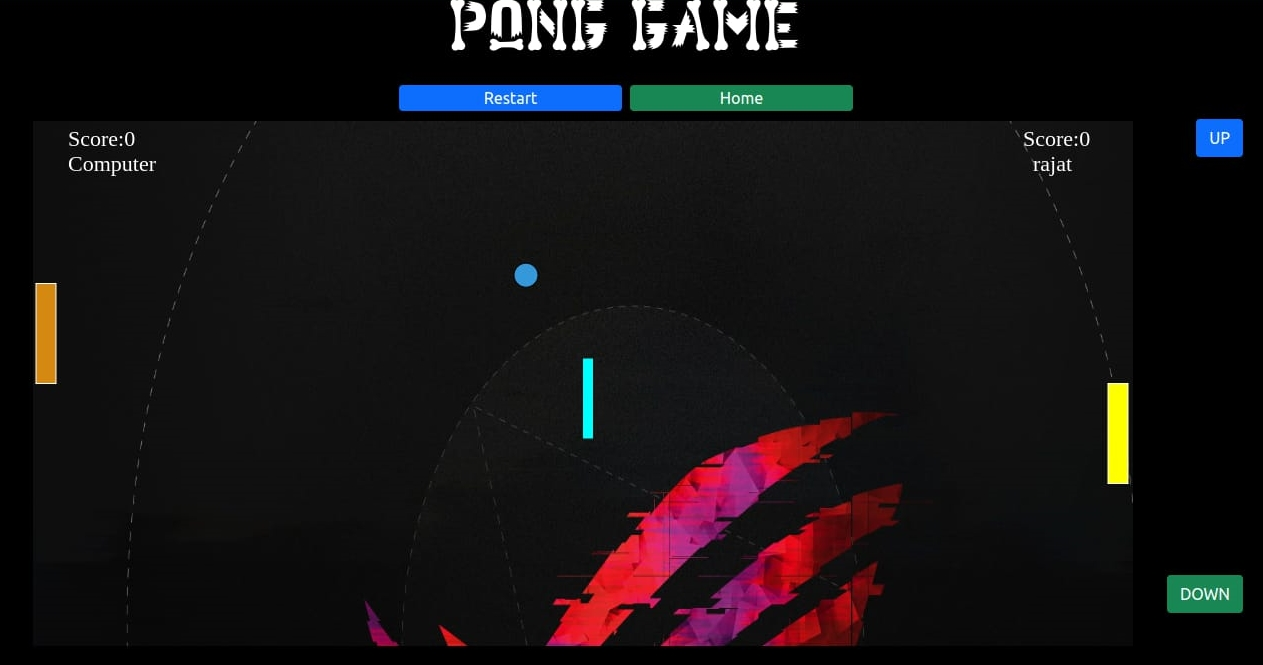 PONG GAME
Restart
Home
Score:0
Computer
Score:0
rajat
UP
DOWN